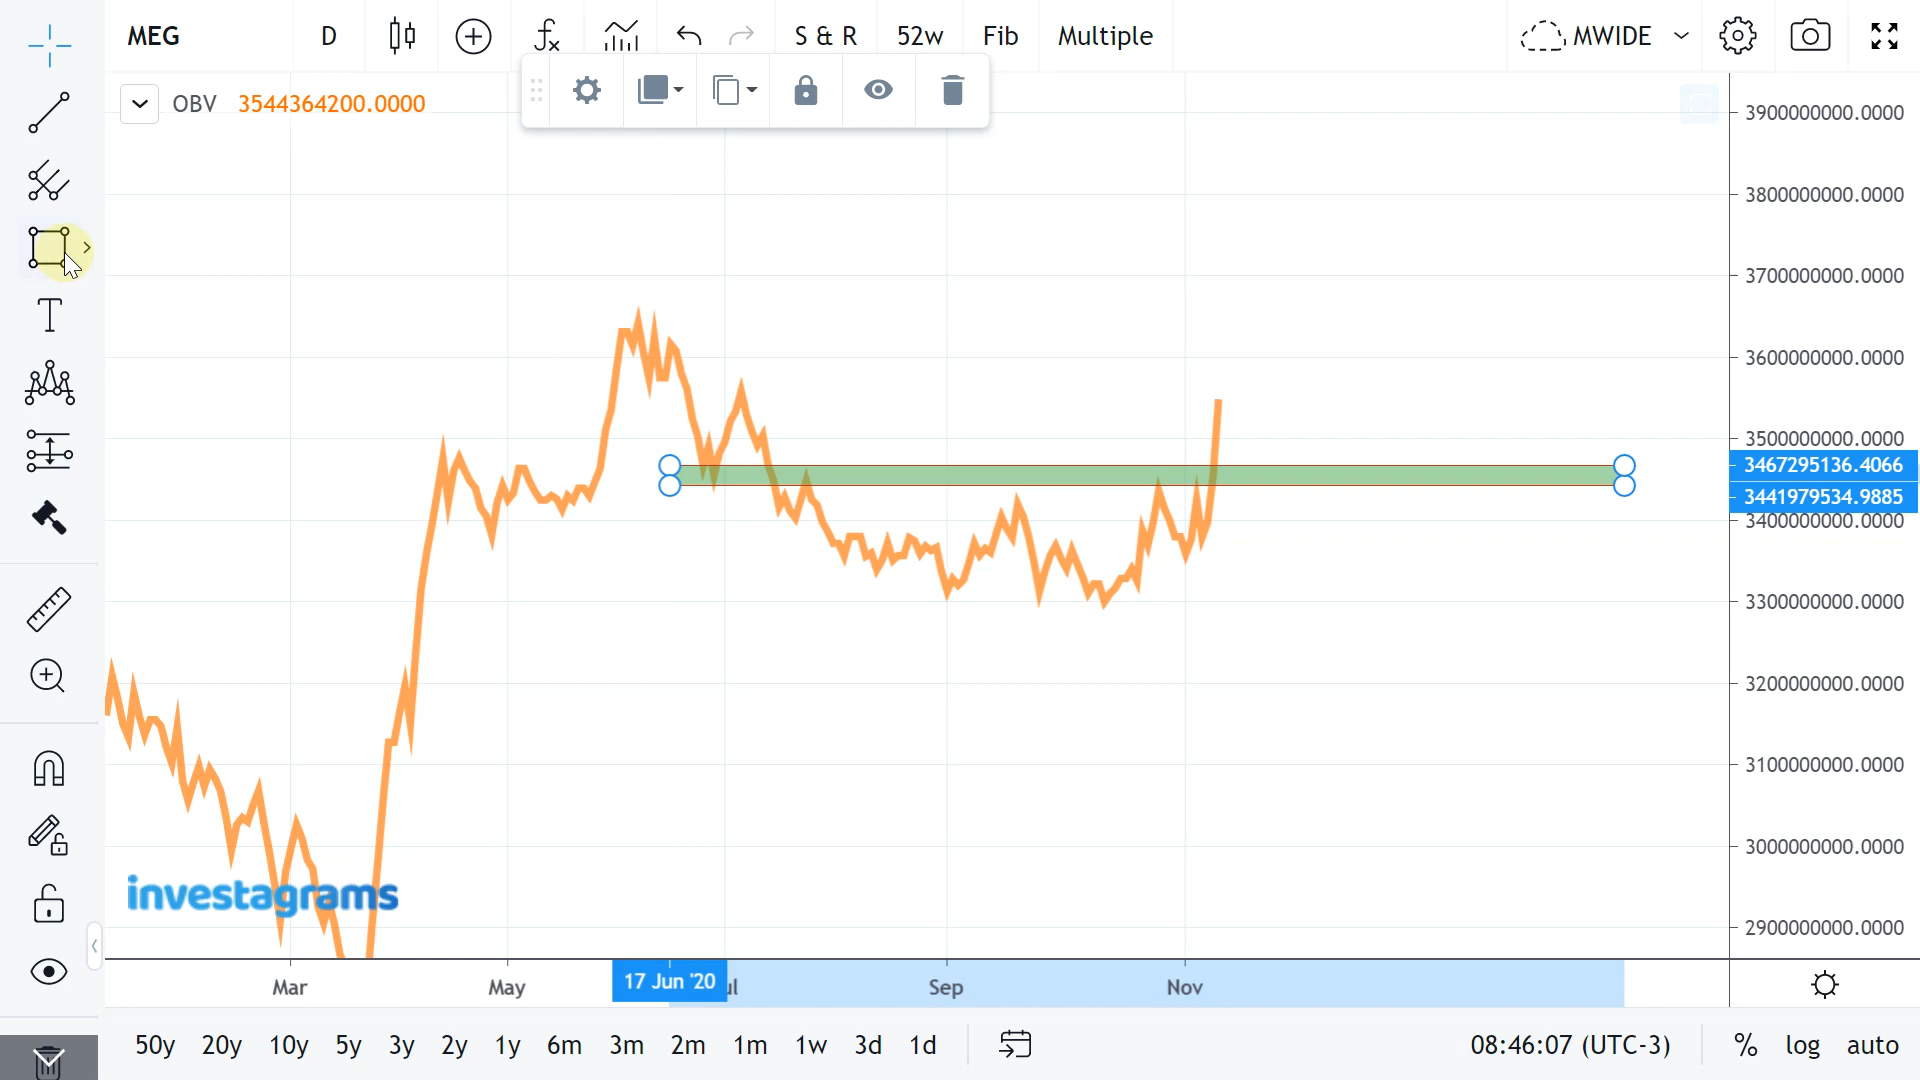 MEG D S & R 52w Fib Multiple MWIDE
OBV 3544364200.0000
3900000000.0000
3800000000.0000
3700000000.0000
3600000000.0000
3500000000.0000
3467295136.4066
3441979534.9885
3400000000.0000
3300000000.0000
3200000000.0000
3100000000.0000
3000000000.0000
2900000000.0000
investagrams
Mar May 17 Jun '20 ul Sep Nov
50y 20y 10y 5y 3y 2y 1y 6m 3m 2m 1m 1w 3d 1d 08:46:07 (UTC-3) % log auto